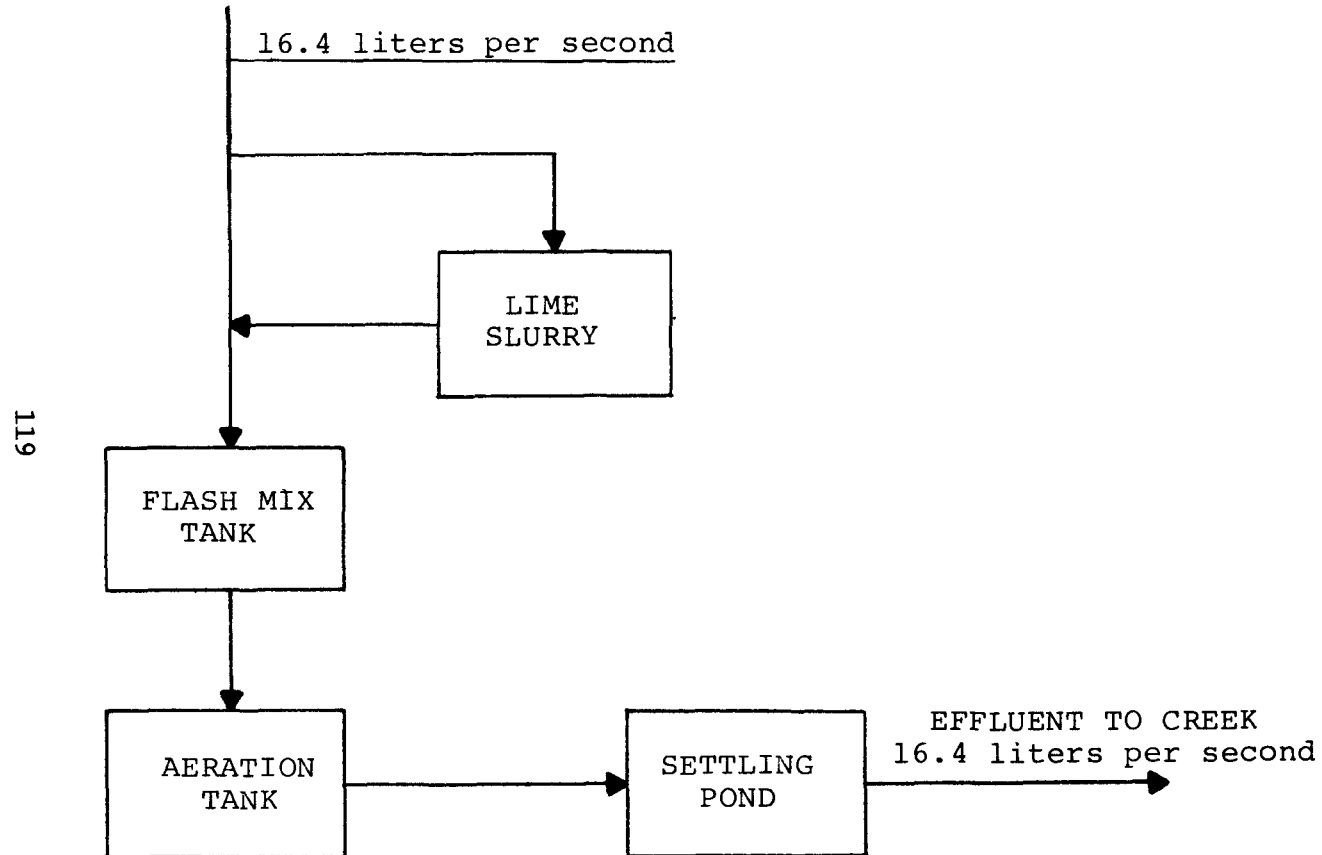 16.4 liters per second
LIME
SLURRY
119
FLASH MIX
TANK
AERATION
TANK
SETTLING
POND
EFFLUENT TO CREEK
16.4 liters per second